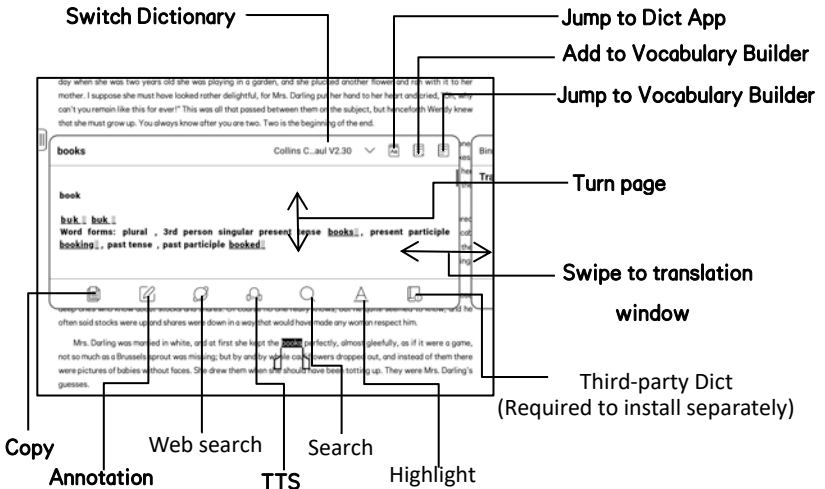 Switch Dictionary
Jump to Dict App
Add to Vocabulary Builder
Jump to Vocabulary Builder
day when she was two years old she was playing in a garden, and she plucked another flower and ran with it to her
mother. I suppose she must have looked rather delightful, for Mrs. Darling put her hand to her heart and cried, "Oh, why
can't you remain like this for ever!" This was all that passed between them on the subject, but henceforth Wendy knew
that she must grow up. You always know after you are two. Two is the beginning of the end.
books
Collins C...aul V2.30
Bin
Tra
book
buk buk
Word forms: plural , 3rd person singular present tense books , present participle
booking , past tense , past participle booked
Turn page
Swipe to translation
window
often said stocks were up and shares were down in a way that would have made any woman respect him.
Mrs. Darling was married in white, and at first she kept the books perfectly, almost gleefully, as if it were a game,
not so much as a Brussels sprout was missing; but by and by whole cauliflowers dropped out, and instead of them there
were pictures of babies without faces. She drew them when she should have been totting up. They were Mrs. Darling's
guesses.
Third-party Dict
(Required to install separately)
Copy
Annotation
Web search
TTS
Search
Highlight